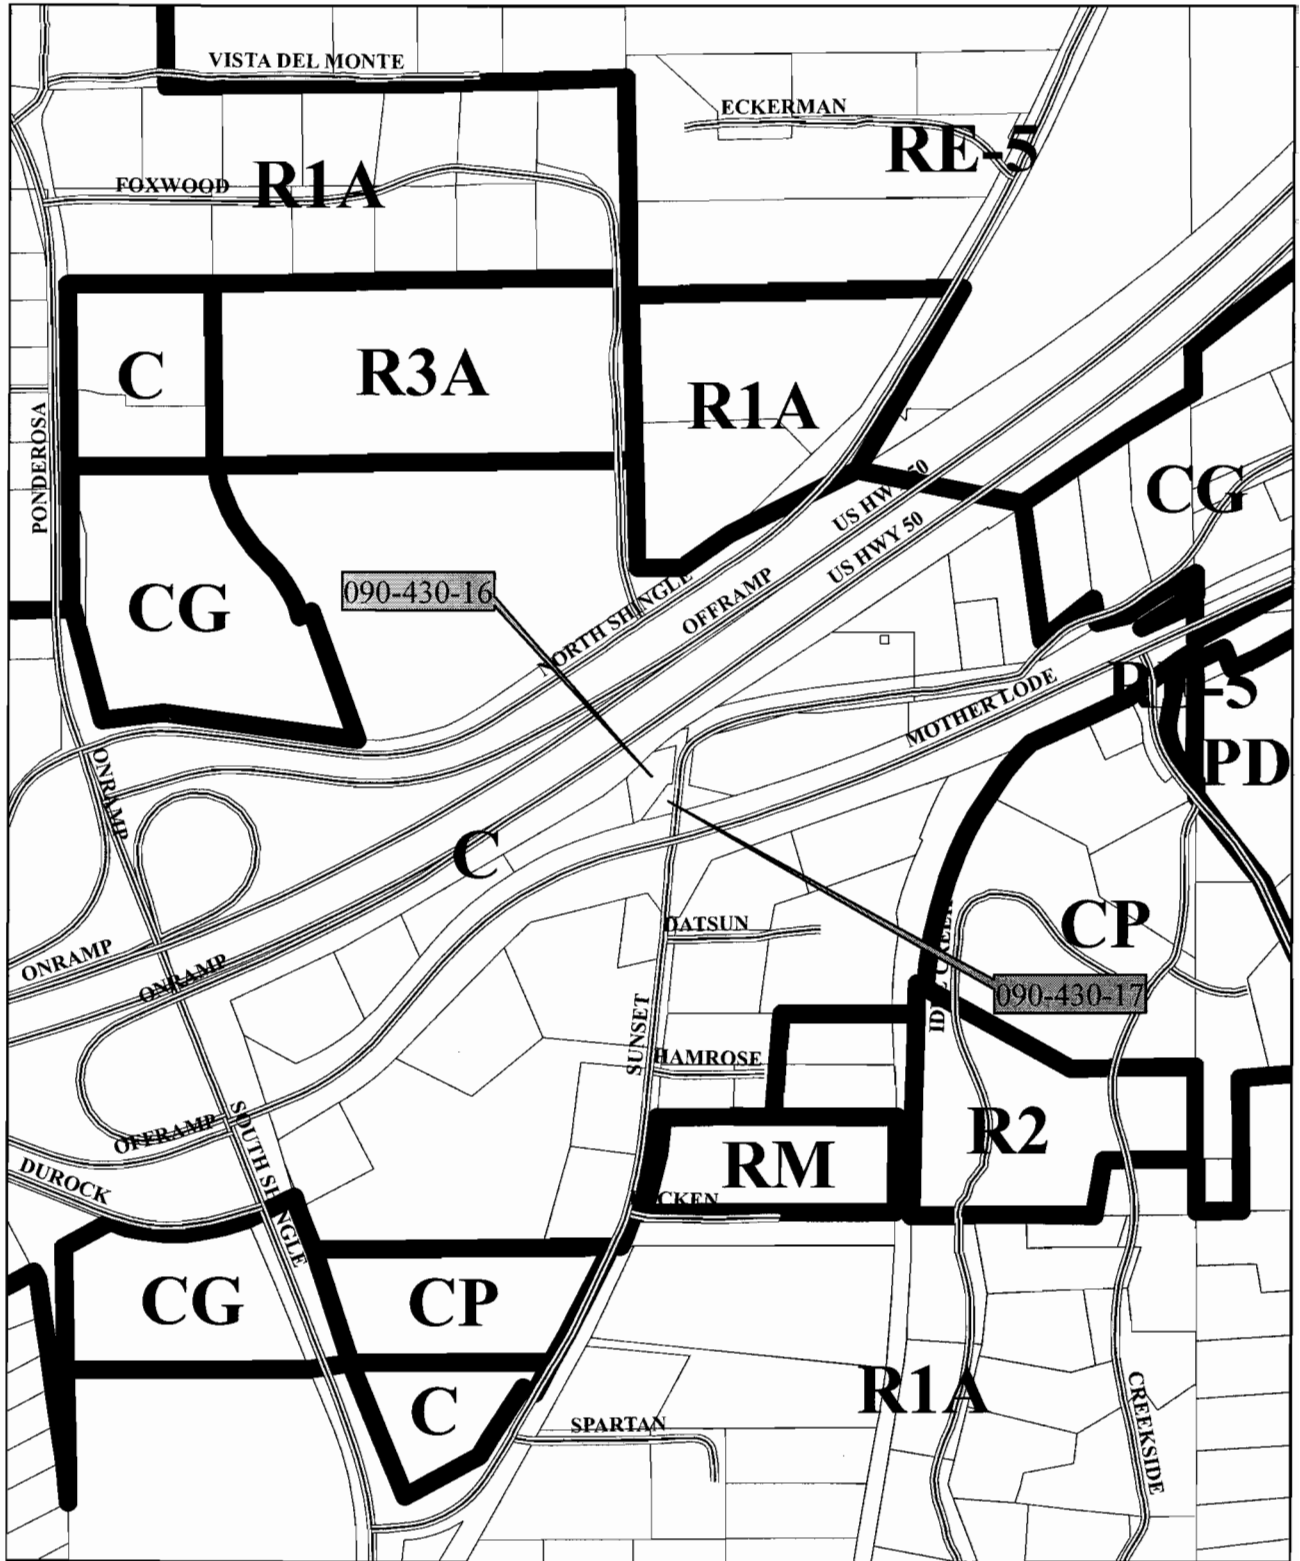 VISTA DEL MONTE
ECKERMAN
RE-5
FOXWOOD
R1A
C
R3A
R1A
PONDEROSA
CG
US HWY 50
US HWY 50
CG
090-430-16
NORTH SHINGLE
OFFRAMP
MOTHER LODE
PD
ONRAMP
C
DATSUN
CP
ONRAMP
ONRAMP
090-430-17
SUNSET
HAMROSE
OFFRAMP
SOUTH SHINGLE
R2
RM
DUROCK
CG
CP
R1A
C
SPARTAN
CREEKSIDE